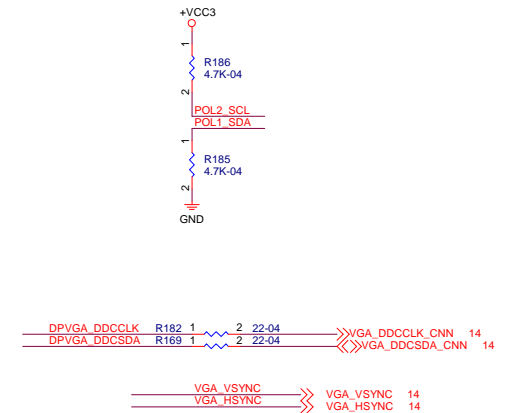 +VCC3
1
R186
4.7K-04
2
POL2_SCL
POL1_SDA
1
R185
4.7K-04
2
GND
DPVGA_DDCCLK R182 1 2 22-04 VGA_DDCCLK_CNN 14
DPVGA_DDCSDA R169 1 2 22-04 VGA_DDCSDA_CNN 14
VGA_VSYNC VGA_VSYNC 14
VGA_HSYNC VGA_HSYNC 14